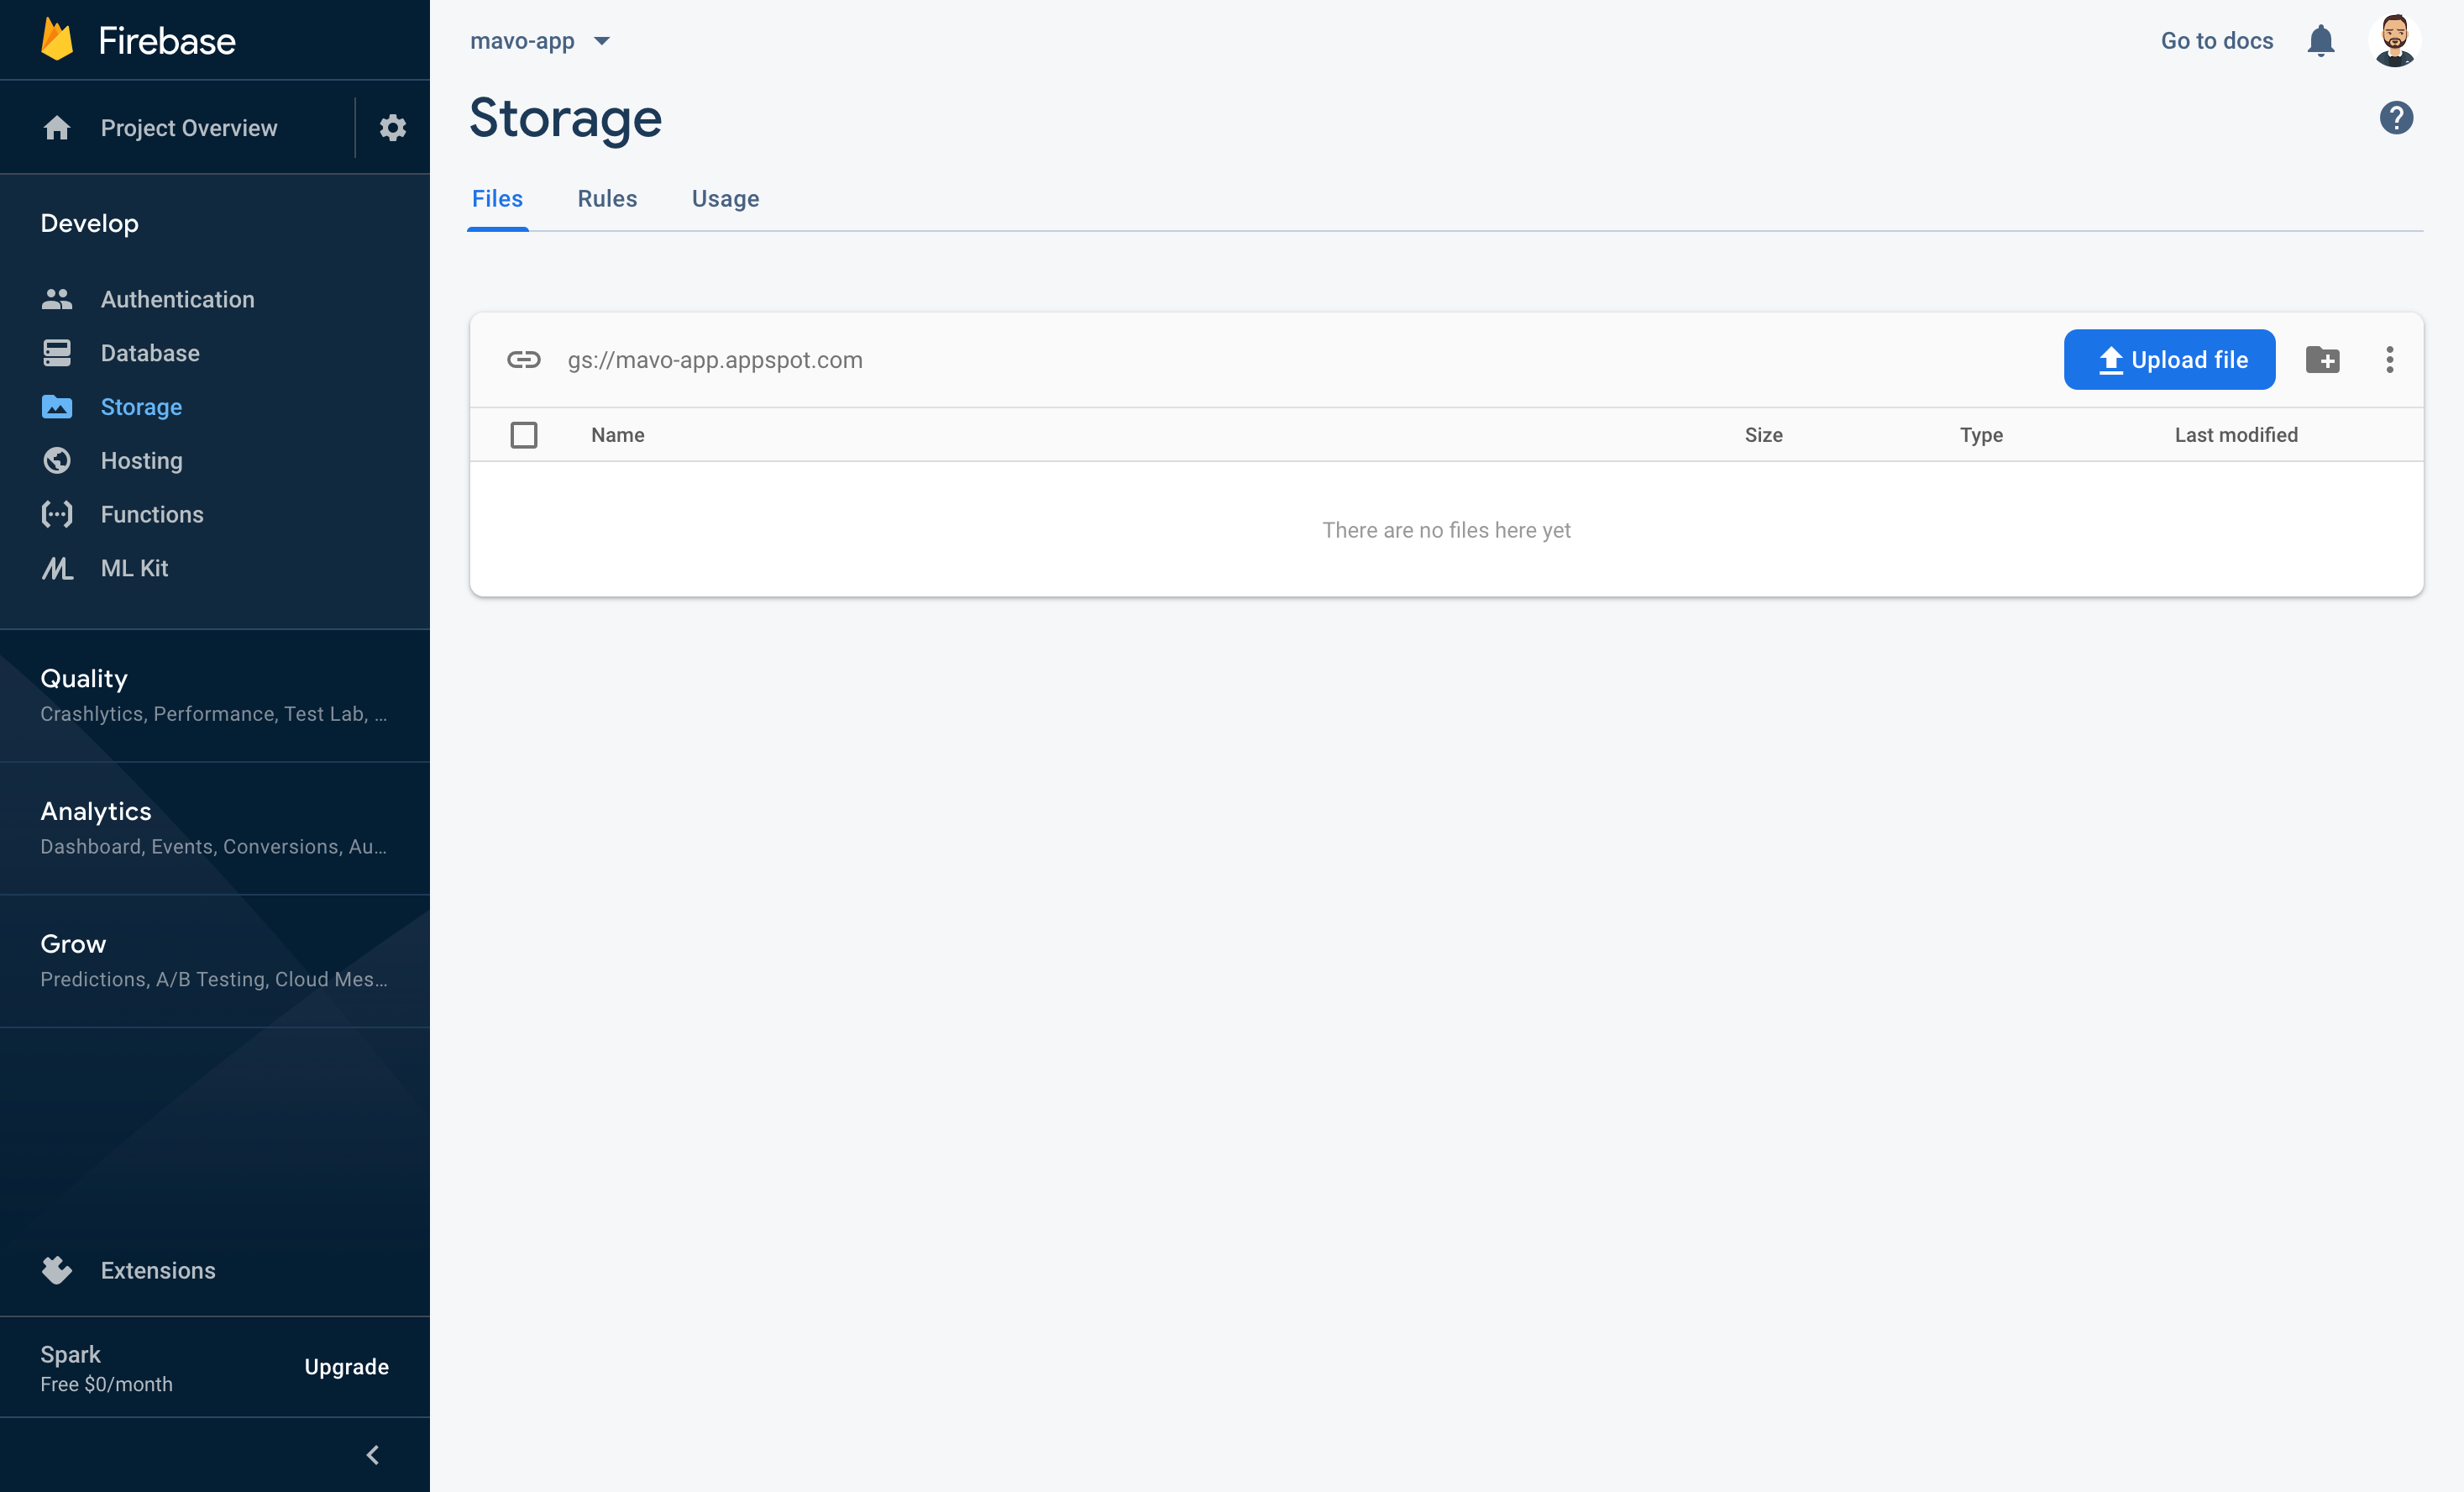 Firebase
Project Overview
Develop
Authentication
Database
Storage
Hosting
Functions
ML Kit
Quality
Crashlytics, Performance, Test Lab, ...
Analytics
Dashboard, Events, Conversions, Au...
Grow
Predictions, A/B Testing, Cloud Mes...
Extensions
Spark
Free $0/month
Upgrade
mavo-app
Go to docs
Storage
Files Rules Usage
gs://mavo-app.appspot.com
Upload file
Name Size Type Last modified
There are no files here yet